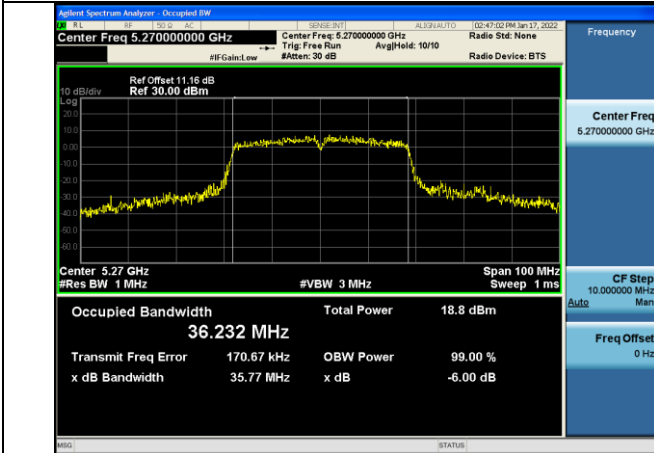 Agilent Spectrum Analyzer - Occupied BW
RL RF 50 Ω AC SENSE:INT ALIGNAUTO 02:47:02 PM Jan 17, 2022
Center Freq 5.270000000 GHz Center Freq: 5.270000000 GHz Radio Std: None
Trig: Free Run Avg|Hold: 10/10
#IFGain:Low #Atten: 30 dB Radio Device: BTS
Frequency
Ref Offset 11.16 dB
10 dB/div Ref 30.00 dBm
Log
20.0
10.0
0.00
-10.0
-20.0
-30.0
-40.0
-50.0
-60.0
Center Freq
5.270000000 GHz
Center 5.27 GHz Span 100 MHz
#Res BW 1 MHz #VBW 3 MHz Sweep 1 ms
CF Step
10.000000 MHz
Auto Man
Occupied Bandwidth Total Power 18.8 dBm
36.232 MHz
Transmit Freq Error 170.67 kHz OBW Power 99.00 %
x dB Bandwidth 35.77 MHz x dB -6.00 dB
Freq Offset
0 Hz
MSG STATUS